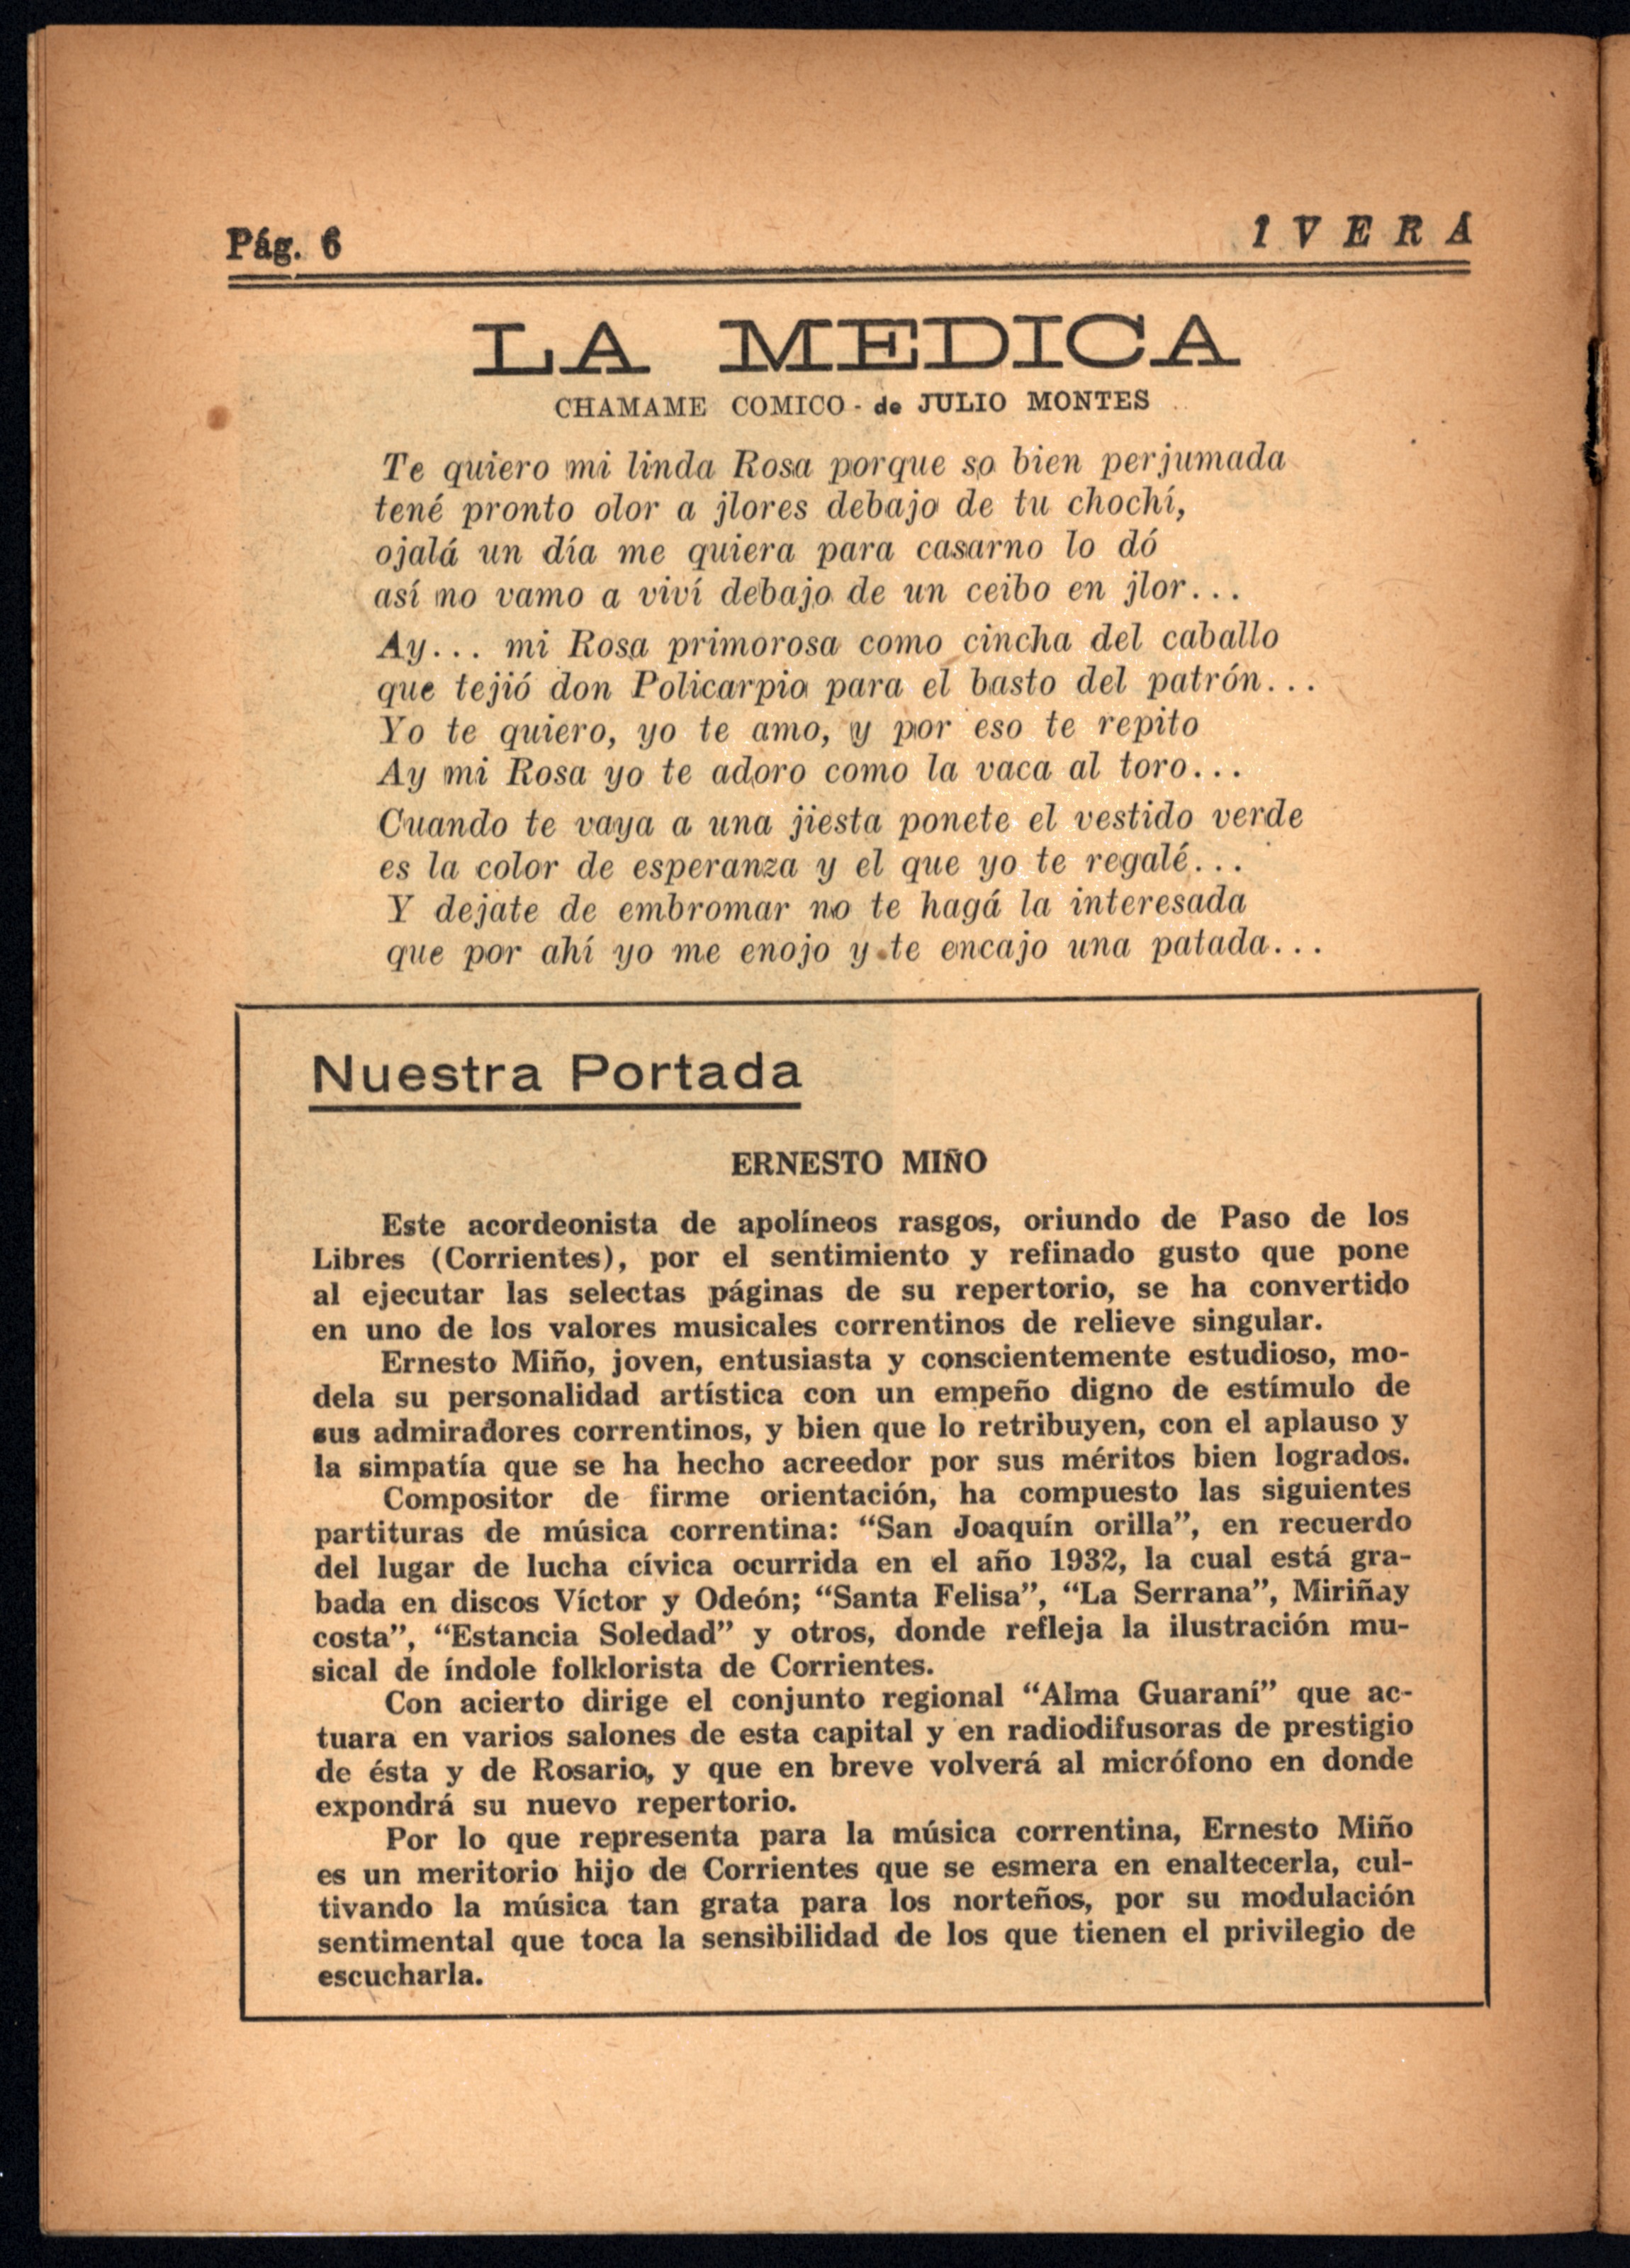 Pág. 6
IVERÁ
LA MEDICA
CHAMAME COMICO - de JULIO MONTES
Te quiero mi linda Rosa porque so bien perjumada
tené pronto olor a jlores debajo de tu chochí,
ojalá un día me quiera para casarno lo dó
así no vamo a viví debajo de un ceibo en jlor...
Ay... mi Rosa primorosa como cincha del caballo
que tejió don Policarpio para el basto del patrón...
Yo te quiero, yo te amo, y por eso te repito
Ay mi Rosa yo te adoro como la vaca al toro...
Cuando te vaya a una jiesta ponete el vestido verde
es la color de esperanza y el que yo te regalé...
Y dejate de embromar no te hagá la interesada
que por ahí yo me enojo y te encajo una patada...
Nuestra Portada
ERNESTO MIÑO
Este acordeonista de apolíneos rasgos, oriundo de Paso de los
Libres (Corrientes), por el sentimiento y refinado gusto que pone
al ejecutar las selectas páginas de su repertorio, se ha convertido
en uno de los valores musicales correntinos de relieve singular.
Ernesto Miño, joven, entusiasta y conscientemente estudioso, mo-
dela su personalidad artística con un empeño digno de estímulo de
sus admiradores correntinos, y bien que lo retribuyen, con el aplauso y
la simpatía que se ha hecho acreedor por sus méritos bien logrados.
Compositor de firme orientación, ha compuesto las siguientes
partituras de música correntina: “San Joaquín orilla”, en recuerdo
del lugar de lucha cívica ocurrida en el año 1932, la cual está gra-
bada en discos Víctor y Odeón; “Santa Felisa”, “La Serrana”, Miriñay
costa”, “Estancia Soledad” y otros, donde refleja la ilustración mu-
sical de índole folklorista de Corrientes.
Con acierto dirige el conjunto regional “Alma Guaraní” que ac-
tuara en varios salones de esta capital y en radiodifusoras de prestigio
de ésta y de Rosario, y que en breve volverá al micrófono en donde
expondrá su nuevo repertorio.
Por lo que representa para la música correntina, Ernesto Miño
es un meritorio hijo de Corrientes que se esmera en enaltecerla, cul-
tivando la música tan grata para los norteños, por su modulación
sentimental que toca la sensibilidad de los que tienen el privilegio de
escucharla.